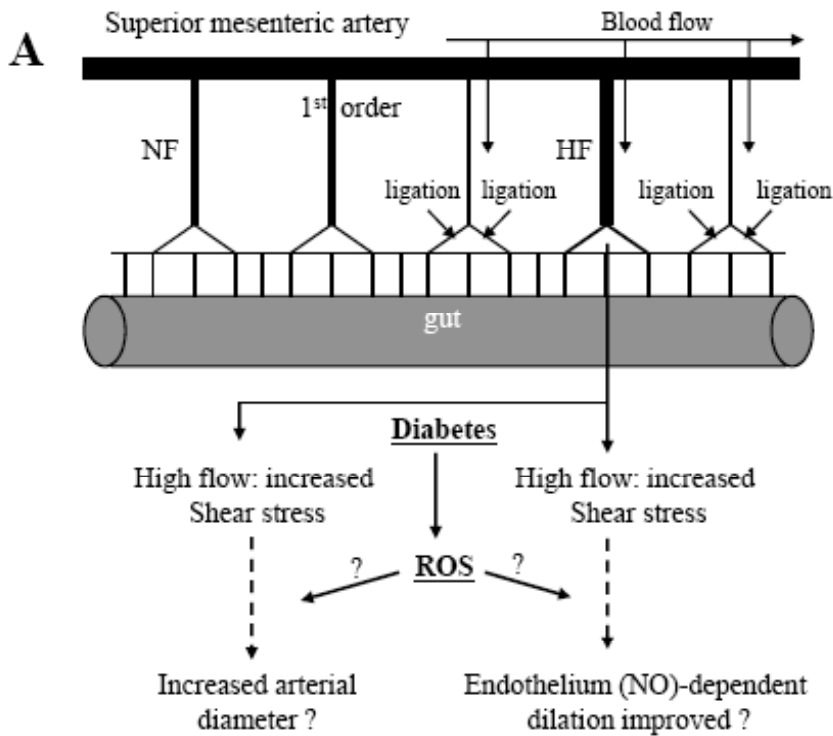 A
Superior mesenteric artery
Blood flow
1st order
NF
HF
ligation
ligation
ligation
ligation
gut
Diabetes
High flow: increased
Shear stress
High flow: increased
Shear stress
?
ROS
?
Increased arterial
diameter ?
Endothelium (NO)-dependent
dilation improved ?